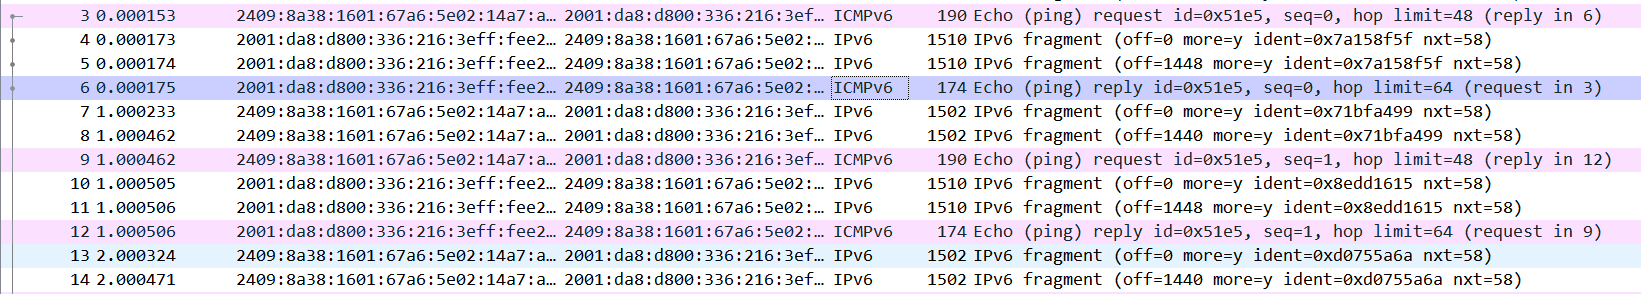 3 0.000153 2409:8a38:1601:67a6:5e02:14a7:a… 2001:da8:d800:336:216:3ef… ICMPv6 190 Echo (ping) request id=0x51e5, seq=0, hop limit=48 (reply in 6)
4 0.000173 2001:da8:d800:336:216:3eff:fee2… 2409:8a38:1601:67a6:5e02:… IPv6 1510 IPv6 fragment (off=0 more=y ident=0x7a158f5f nxt=58)
5 0.000174 2001:da8:d800:336:216:3eff:fee2… 2409:8a38:1601:67a6:5e02:… IPv6 1510 IPv6 fragment (off=1448 more=y ident=0x7a158f5f nxt=58)
6 0.000175 2001:da8:d800:336:216:3eff:fee2… 2409:8a38:1601:67a6:5e02:… ICMPv6 174 Echo (ping) reply id=0x51e5, seq=0, hop limit=64 (request in 3)
7 1.000233 2409:8a38:1601:67a6:5e02:14a7:a… 2001:da8:d800:336:216:3ef… IPv6 1502 IPv6 fragment (off=0 more=y ident=0x71bfa499 nxt=58)
8 1.000462 2409:8a38:1601:67a6:5e02:14a7:a… 2001:da8:d800:336:216:3ef… IPv6 1502 IPv6 fragment (off=1440 more=y ident=0x71bfa499 nxt=58)
9 1.000462 2409:8a38:1601:67a6:5e02:14a7:a… 2001:da8:d800:336:216:3ef… ICMPv6 190 Echo (ping) request id=0x51e5, seq=1, hop limit=48 (reply in 12)
10 1.000505 2001:da8:d800:336:216:3eff:fee2… 2409:8a38:1601:67a6:5e02:… IPv6 1510 IPv6 fragment (off=0 more=y ident=0x8edd1615 nxt=58)
11 1.000506 2001:da8:d800:336:216:3eff:fee2… 2409:8a38:1601:67a6:5e02:… IPv6 1510 IPv6 fragment (off=1448 more=y ident=0x8edd1615 nxt=58)
12 1.000506 2001:da8:d800:336:216:3eff:fee2… 2409:8a38:1601:67a6:5e02:… ICMPv6 174 Echo (ping) reply id=0x51e5, seq=1, hop limit=64 (request in 9)
13 2.000324 2409:8a38:1601:67a6:5e02:14a7:a… 2001:da8:d800:336:216:3ef… IPv6 1502 IPv6 fragment (off=0 more=y ident=0xd0755a6a nxt=58)
14 2.000471 2409:8a38:1601:67a6:5e02:14a7:a… 2001:da8:d800:336:216:3ef… IPv6 1502 IPv6 fragment (off=1440 more=y ident=0xd0755a6a nxt=58)